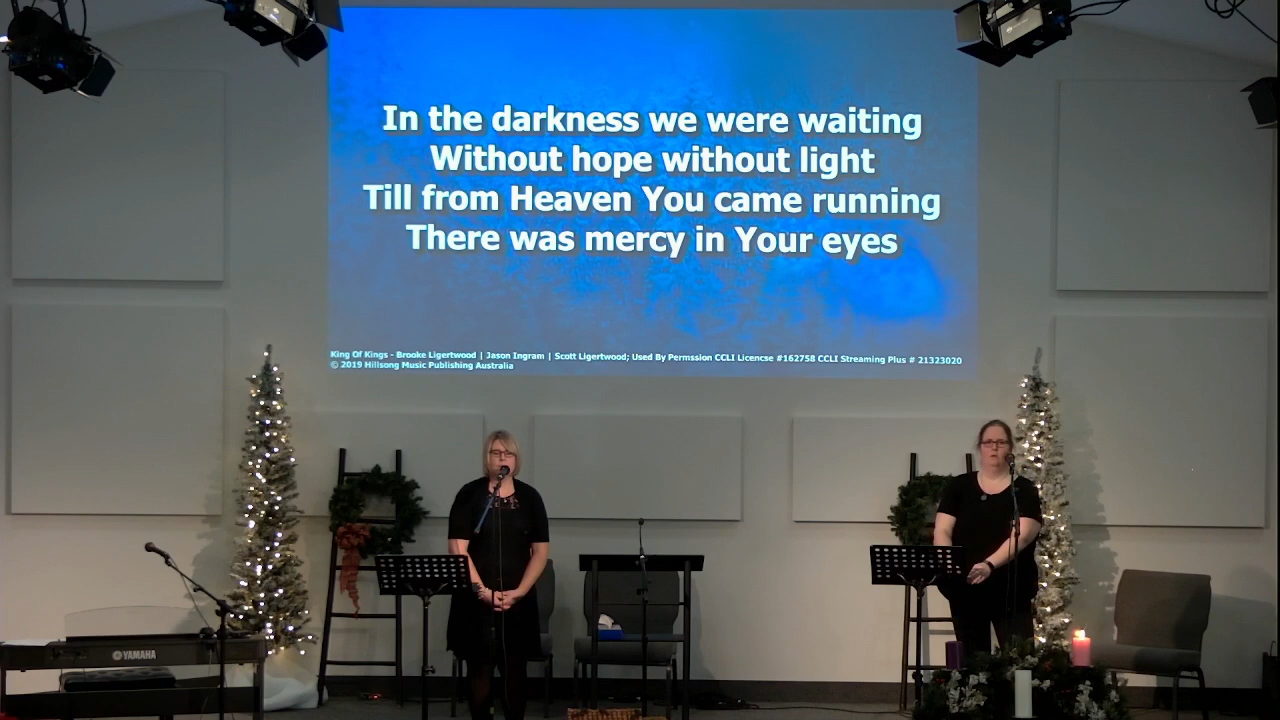 In the darkness we were waiting
Without hope without light
Till from Heaven You came running
There was mercy in Your eyes
King Of Kings - Brooke Ligertwood | Jason Ingram | Scott Ligertwood; Used By Permssion CCLI Licencse #162758 CCLI Streaming Plus # 21323020
© 2019 Hillsong Music Publishing Australia
YAMAHA